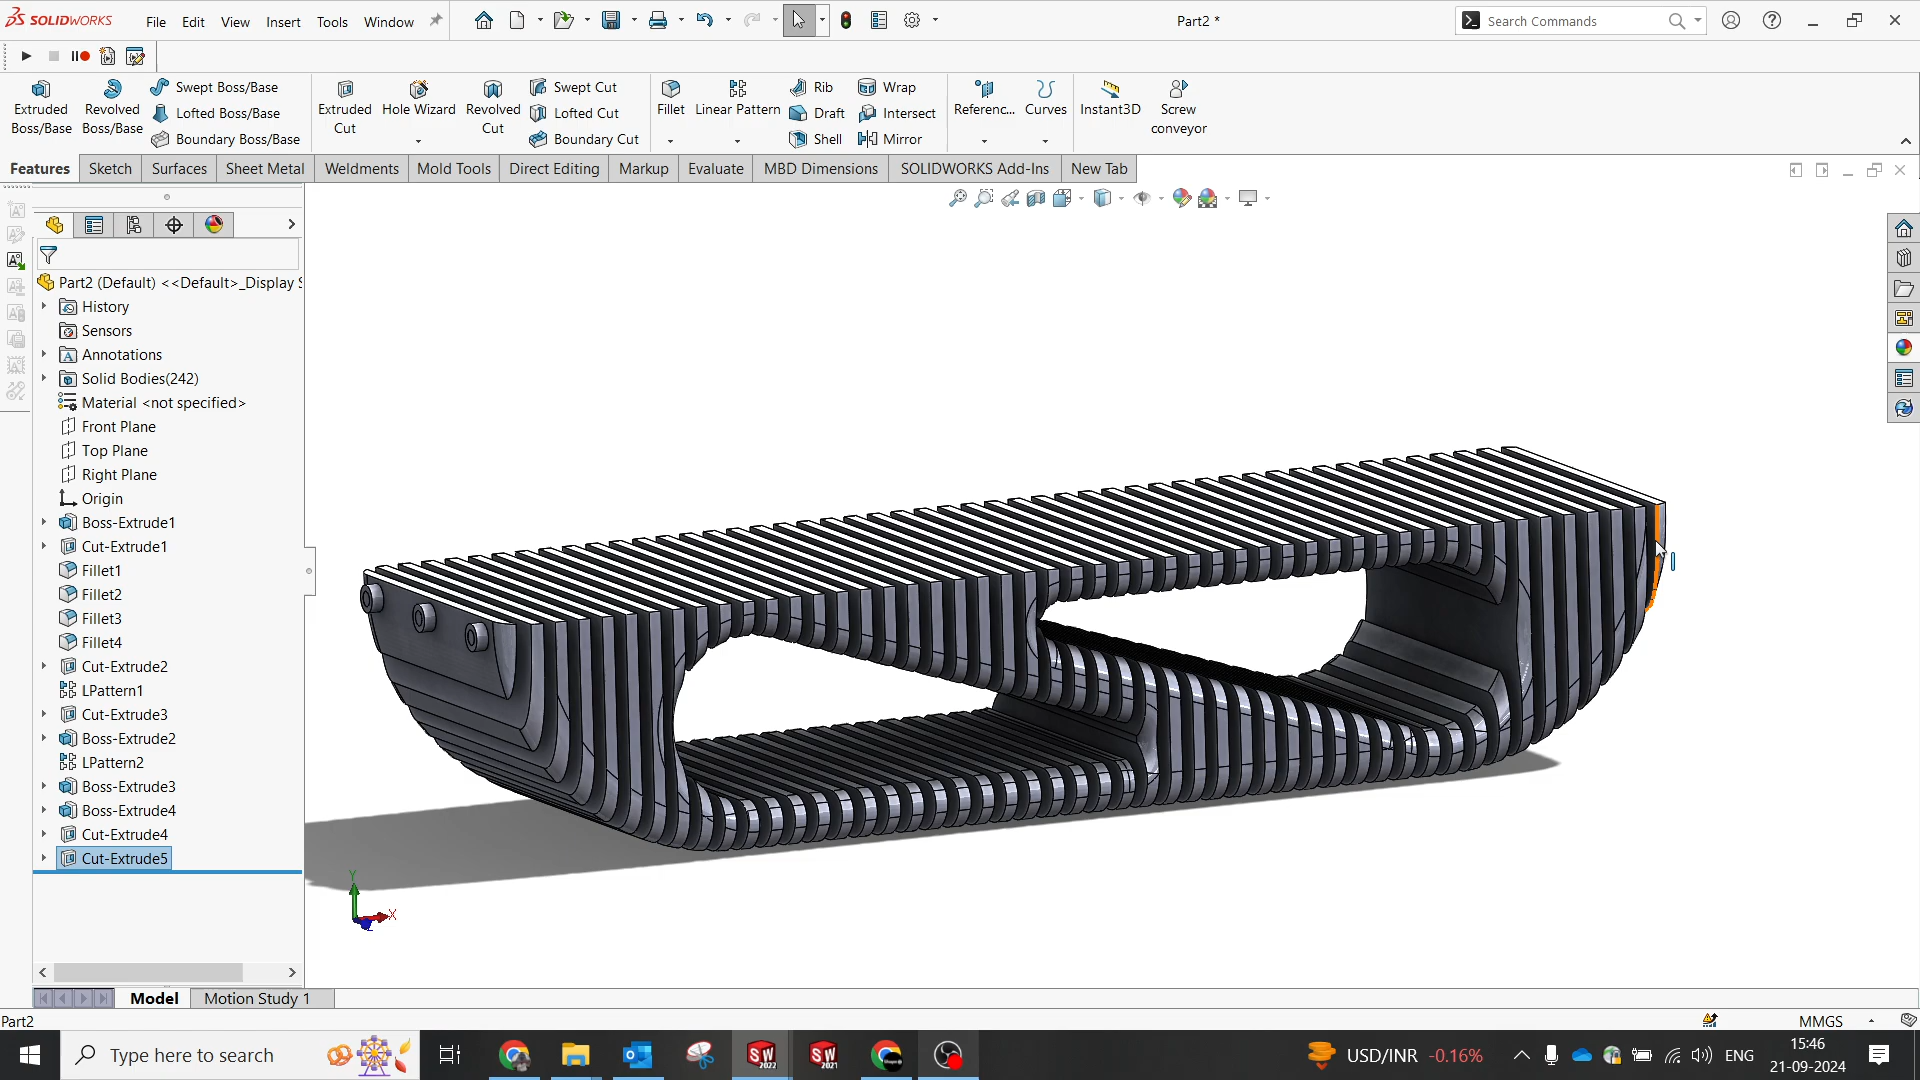 SOLIDWORKS File Edit View Insert Tools Window Part2 * Search Commands
Extruded Boss/Base
Revolved Boss/Base
Swept Boss/Base
Lofted Boss/Base
Boundary Boss/Base
Extruded Cut
Hole Wizard
Revolved Cut
Swept Cut
Lofted Cut
Boundary Cut
Fillet
Linear Pattern
Rib
Draft
Shell
Wrap
Intersect
Mirror
Referenc...
Curves
Instant3D
Screw conveyor
Features Sketch Surfaces Sheet Metal Weldments Mold Tools Direct Editing Markup Evaluate MBD Dimensions SOLIDWORKS Add-Ins New Tab
Part2 (Default) <<Default>_Display S
History
Sensors
Annotations
Solid Bodies(242)
Material <not specified>
Front Plane
Top Plane
Right Plane
Origin
Boss-Extrude1
Cut-Extrude1
Fillet1
Fillet2
Fillet3
Fillet4
Cut-Extrude2
LPattern1
Cut-Extrude3
Boss-Extrude2
LPattern2
Boss-Extrude3
Boss-Extrude4
Cut-Extrude4
Cut-Extrude5
Y
X
Model Motion Study 1
Part2 MMGS
Type here to search SW 2022 SW 2021 USD/INR -0.16% ENG 15:46
21-09-2024